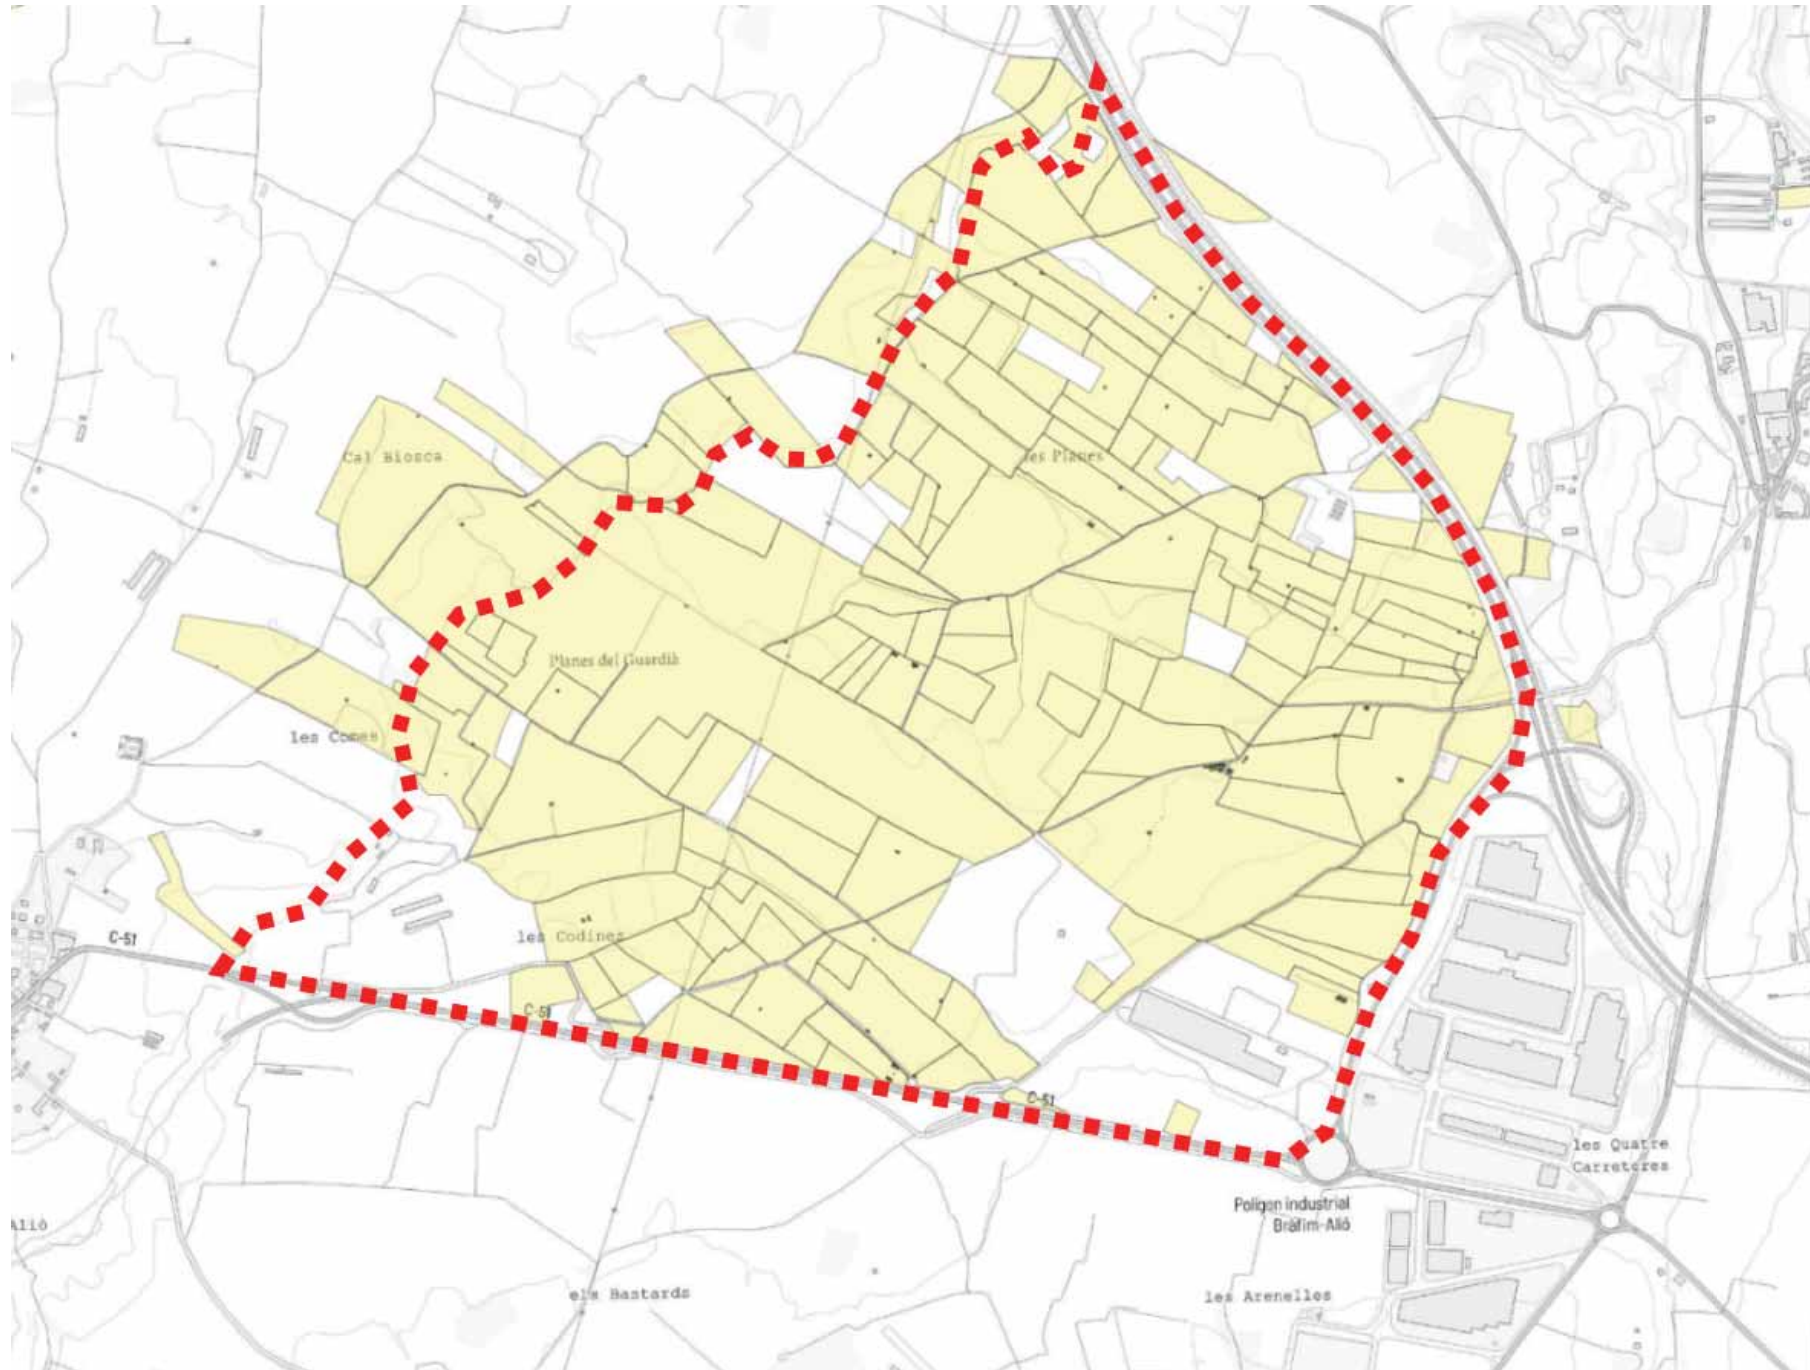 Cal Biosca
les Planes
Planes del Guardià
les Comes
C-51
les Codines
C-51
C-51
les Quatre
Carreteres
Polígon industrial
Bràfim-Alió
Alió
els Bastards
les Arenelles